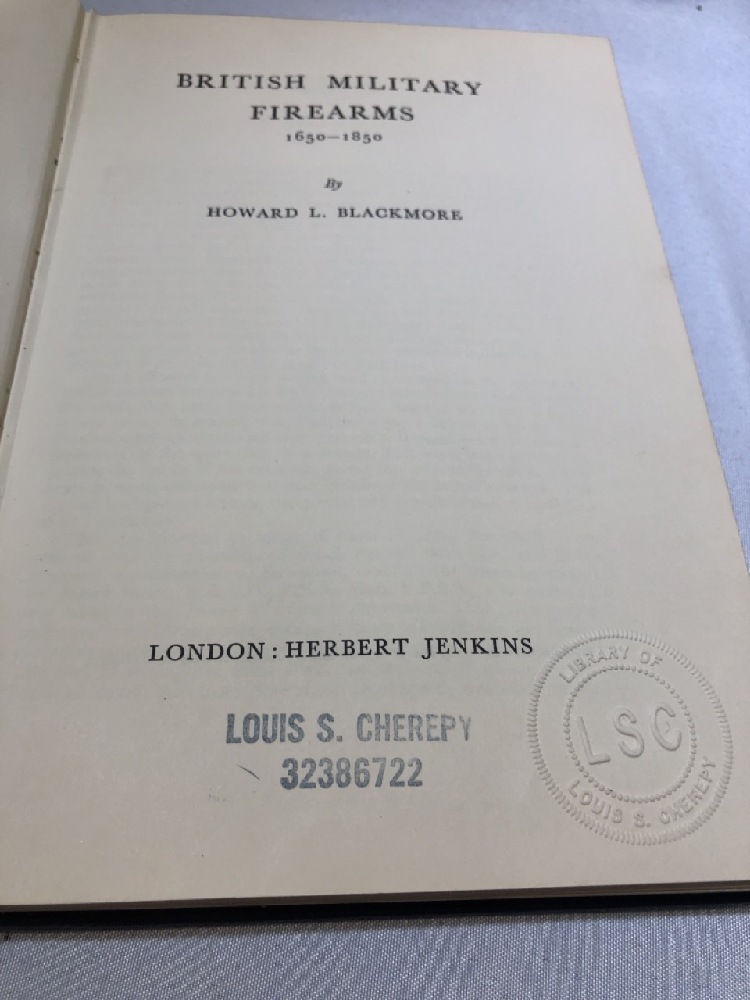 BRITISH MILITARY
FIREARMS
1650—1850
By
HOWARD L. BLACKMORE
LONDON: HERBERT JENKINS
LOUIS S. CHEREPY
32386722
LIBRARY OF
LSC
LOUIS S. CHEREPY